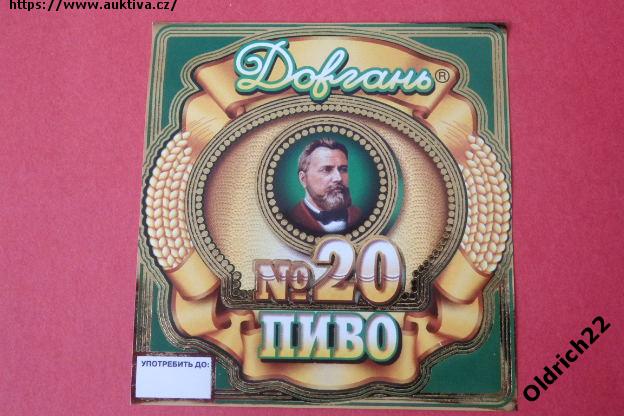 https://www.auktiva.cz/
Довгань ®
№20
ПИВО
УПОТРЕБИТЬ ДО:
Oldrich22